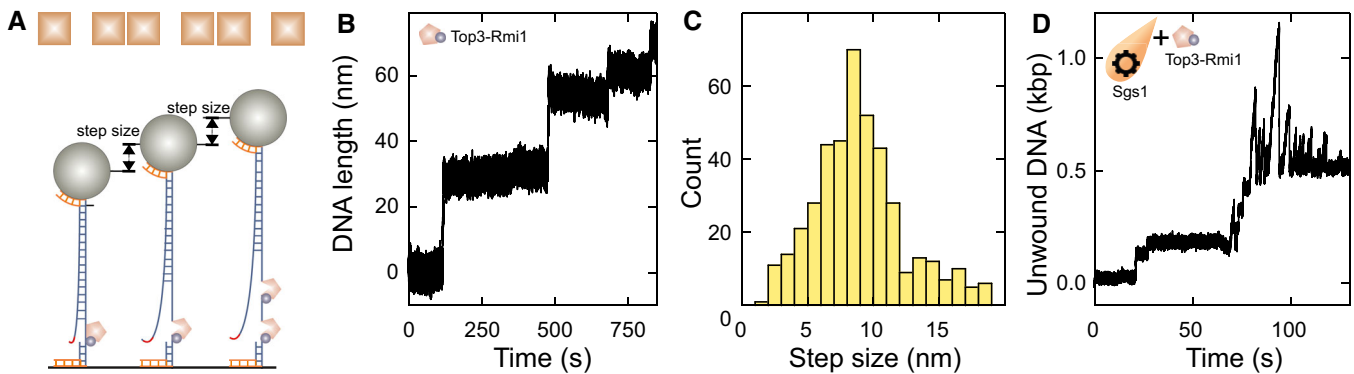 A
step size
step size
B
Top3-Rmi1
DNA length (nm)
60
40
20
0
0
250
500
750
Time (s)
C
Count
60
40
20
0
0
5
10
15
Step size (nm)
D
Sgs1
+
Top3-Rmi1
Unwound DNA (kbp)
1.0
0.5
0.0
0
50
100
Time (s)